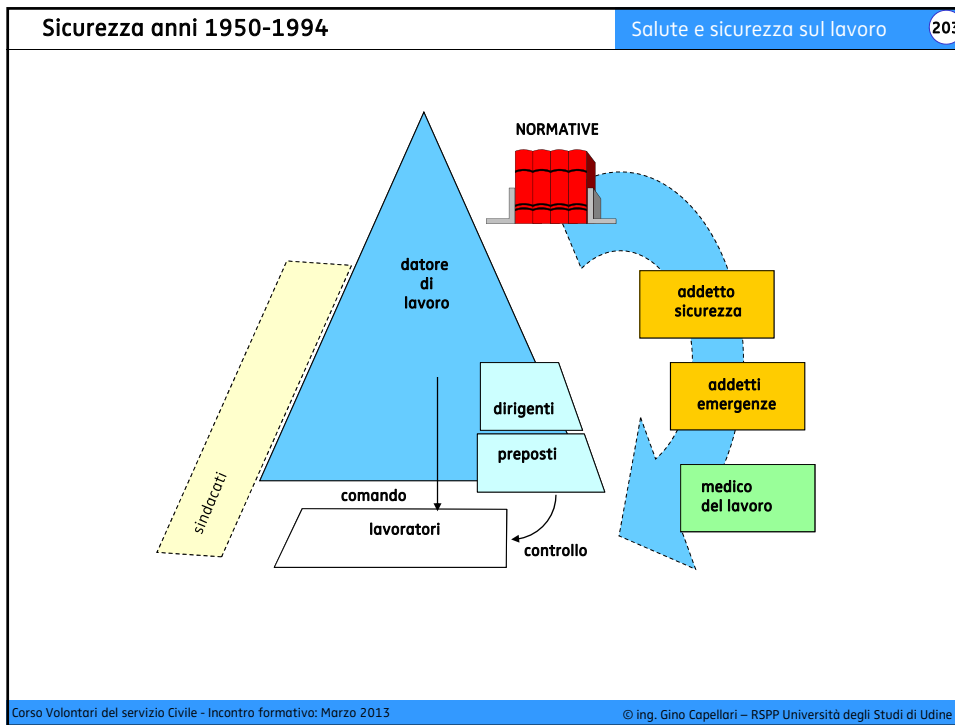 Sicurezza anni 1950-1994
Salute e sicurezza sul lavoro
203
NORMATIVE
datore
di
lavoro
addetto
sicurezza
addetti
emergenze
dirigenti
preposti
medico
del lavoro
sindacati
comando
lavoratori
controllo
Corso Volontari del servizio Civile - Incontro formativo: Marzo 2013
© ing. Gino Capellari – RSPP Università degli Studi di Udine